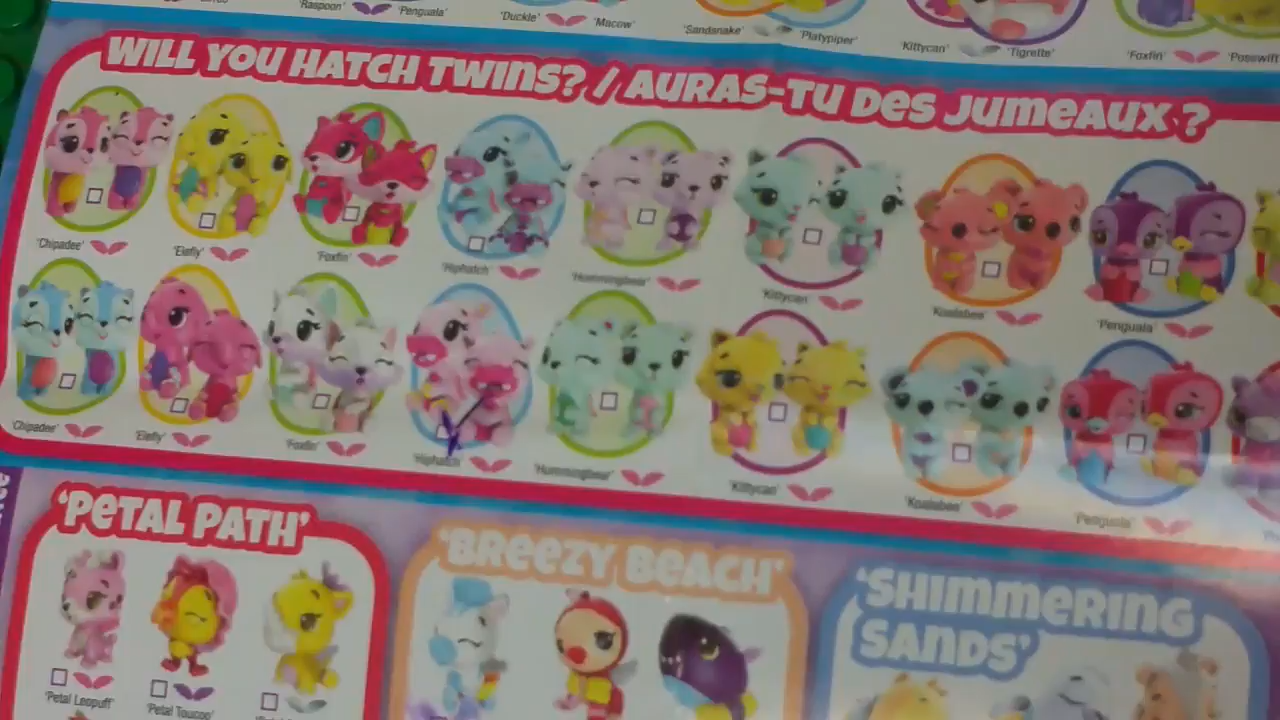 'Raspoon' 'Penguala'
'Duckle' 'Macow'
'Sandsnake' 'Platypiper'
'Kittycan' 'Tigrette'
'Foxfin' 'Posswift
WILL YOU HATCH TWINS? / AURAS-TU DES JUMEAUX ?
'Chipadee' 'Elefly' 'Foxfin' 'Hiphatch' 'Hummingbear' 'Kittycan' 'Koalabee' 'Penguala'
'Chipadee' 'Elefly' 'Foxfin' 'Hiphatch' 'Hummingbear' 'Kittycan' 'Koalabee' 'Penguala'
'PETAL PATH'
'Petal Leopuff' 'Petal Toucoo'
'BREEZY BEACH'
'SHIMMERING
SANDS'